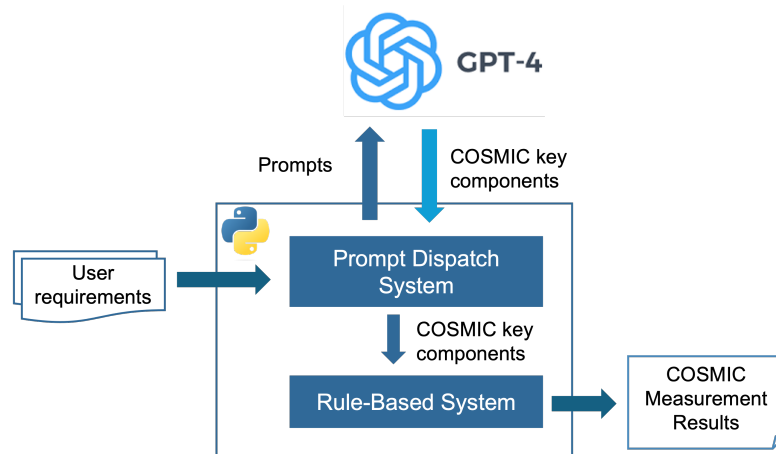 GPT-4
Prompts
COSMIC key
components
User
requirements
Prompt Dispatch
System
COSMIC key
components
Rule-Based System
COSMIC
Measurement
Results